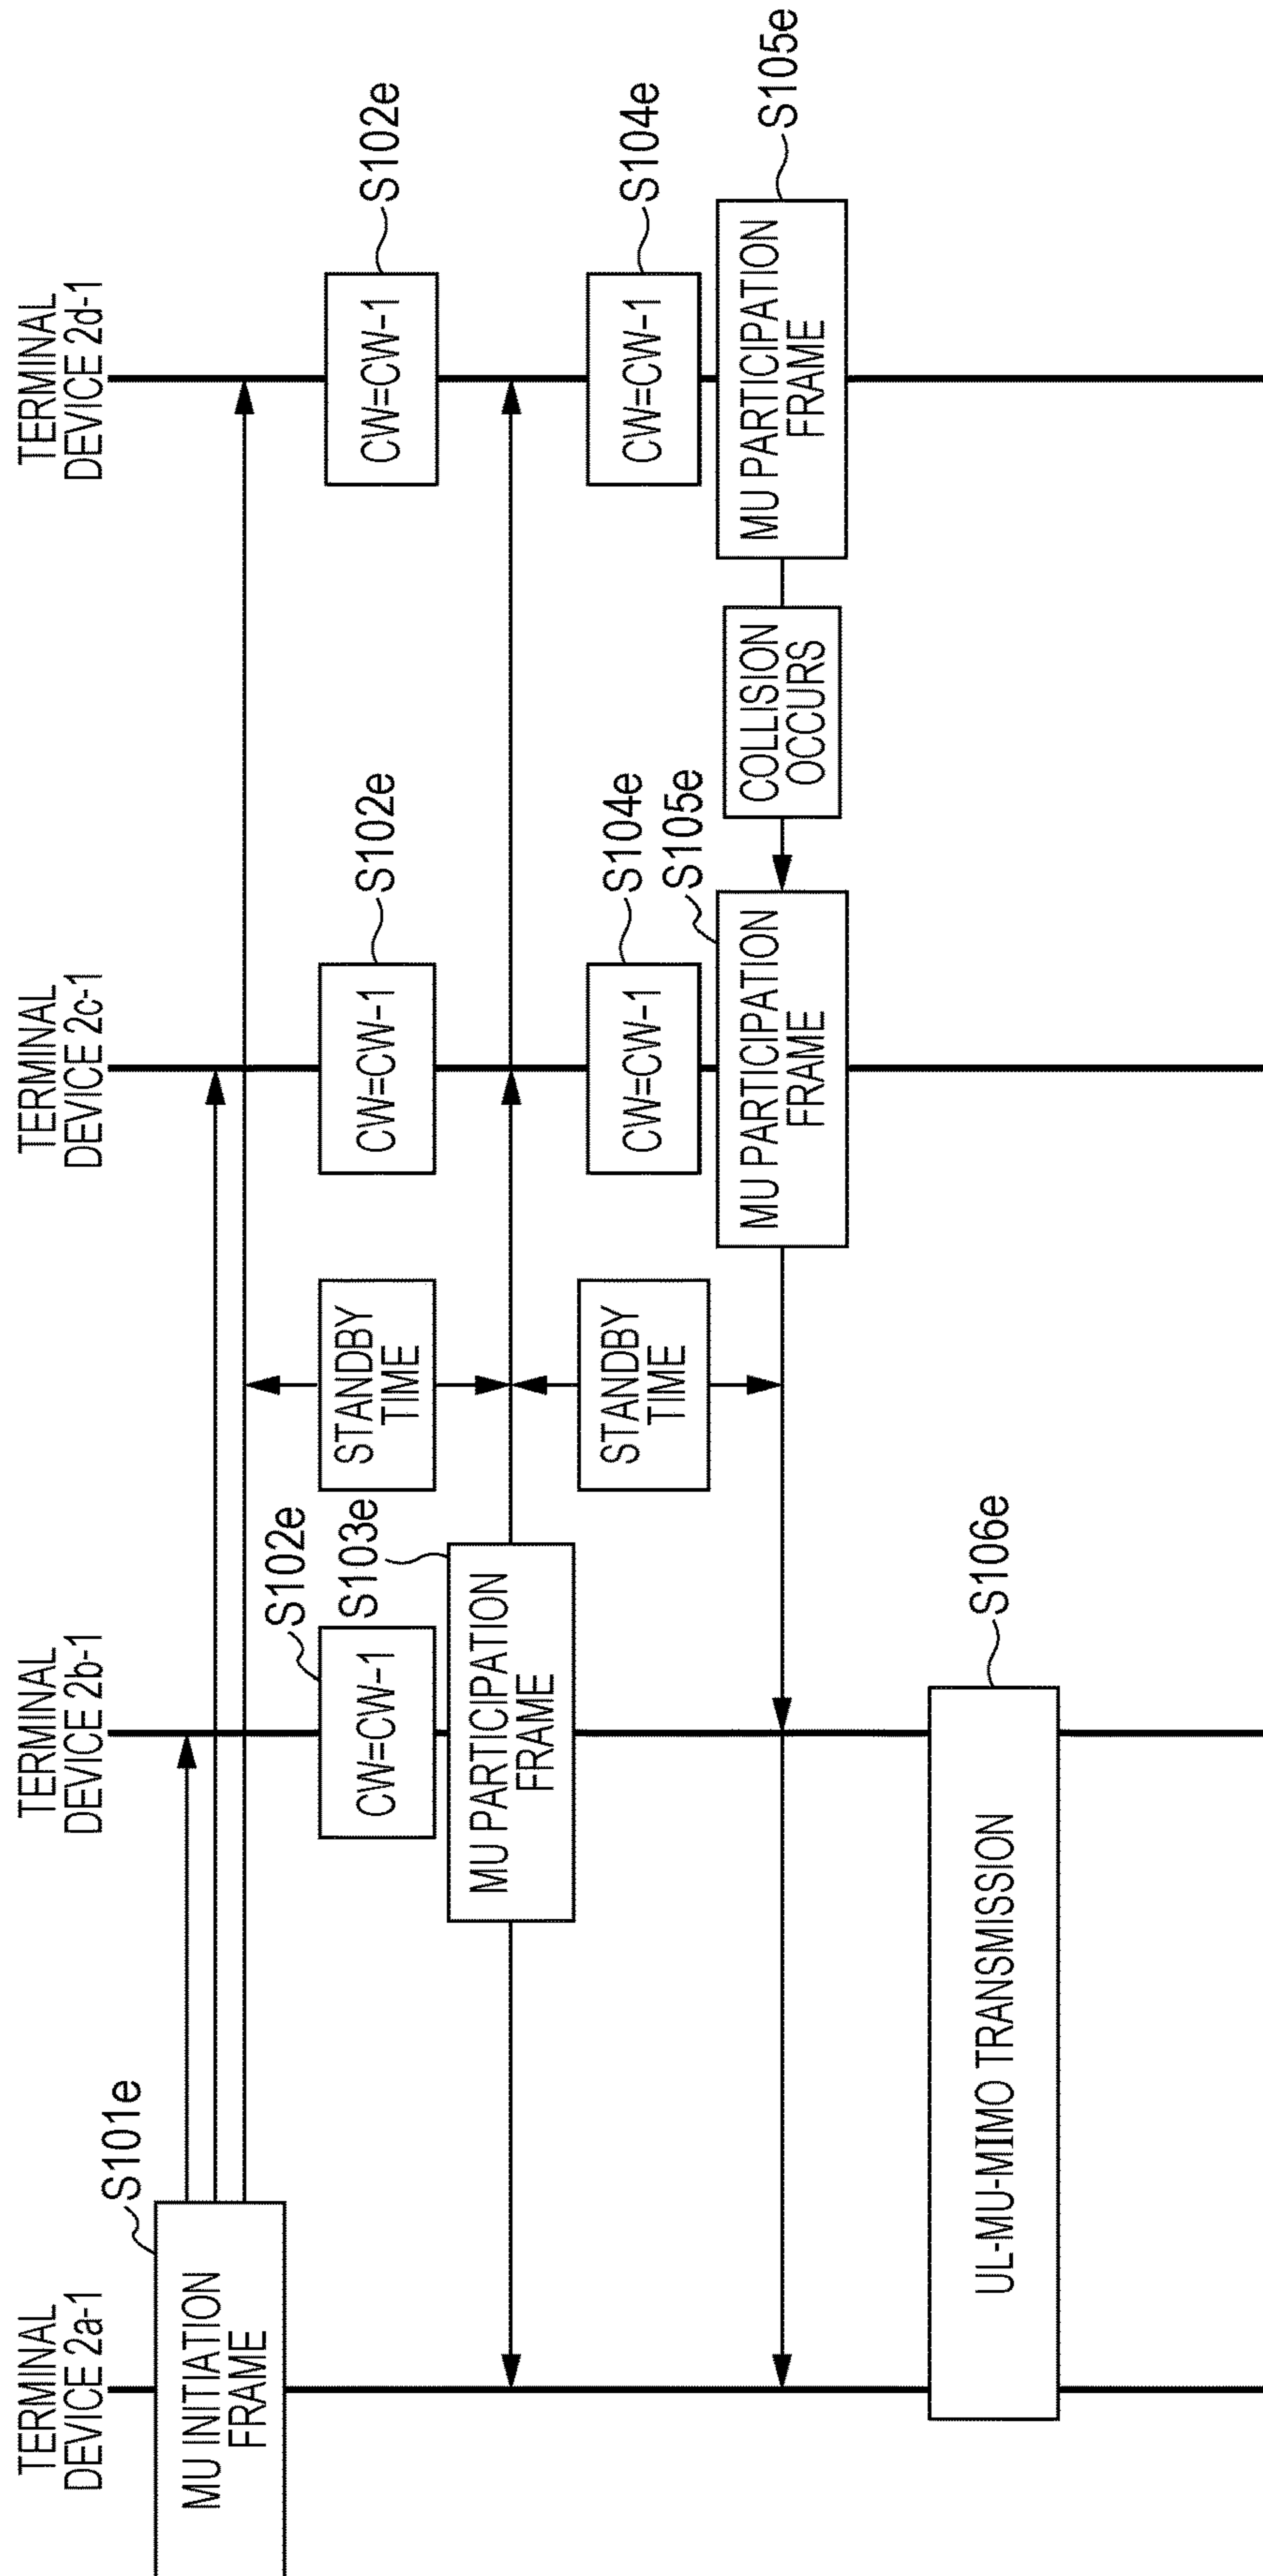 TERMINAL
DEVICE 2a-1
TERMINAL
DEVICE 2b-1
TERMINAL
DEVICE 2c-1
TERMINAL
DEVICE 2d-1
S101e
MU INITIATION
FRAME
S102e
CW=CW-1
S102e
CW=CW-1
S102e
CW=CW-1
STANDBY
TIME
S103e
MU PARTICIPATION
FRAME
STANDBY
TIME
S104e
CW=CW-1
S104e
CW=CW-1
S105e
MU PARTICIPATION
FRAME
COLLISION
OCCURS
S105e
MU PARTICIPATION
FRAME
S106e
UL-MU-MIMO TRANSMISSION